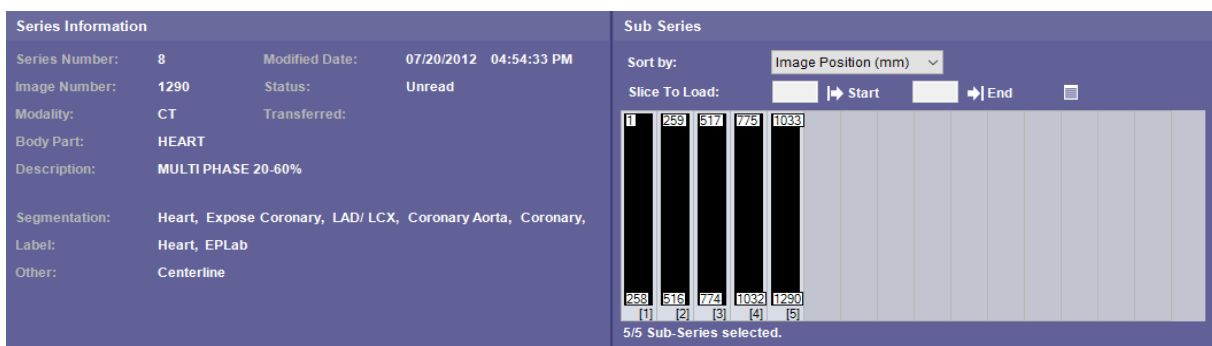 Series Information
Series Number: 8 Modified Date: 07/20/2012 04:54:33 PM
Image Number: 1290 Status: Unread
Modality: CT Transferred:
Body Part: HEART
Description: MULTI PHASE 20-60%
Segmentation: Heart, Expose Coronary, LAD/ LCX, Coronary Aorta, Coronary,
Label: Heart, EPLab
Other: Centerline
Sub Series
Sort by: Image Position (mm)
Slice To Load: Start End
1 259 517 775 1033
258 516 774 1032 1290
[1] [2] [3] [4] [5]
5/5 Sub-Series selected.